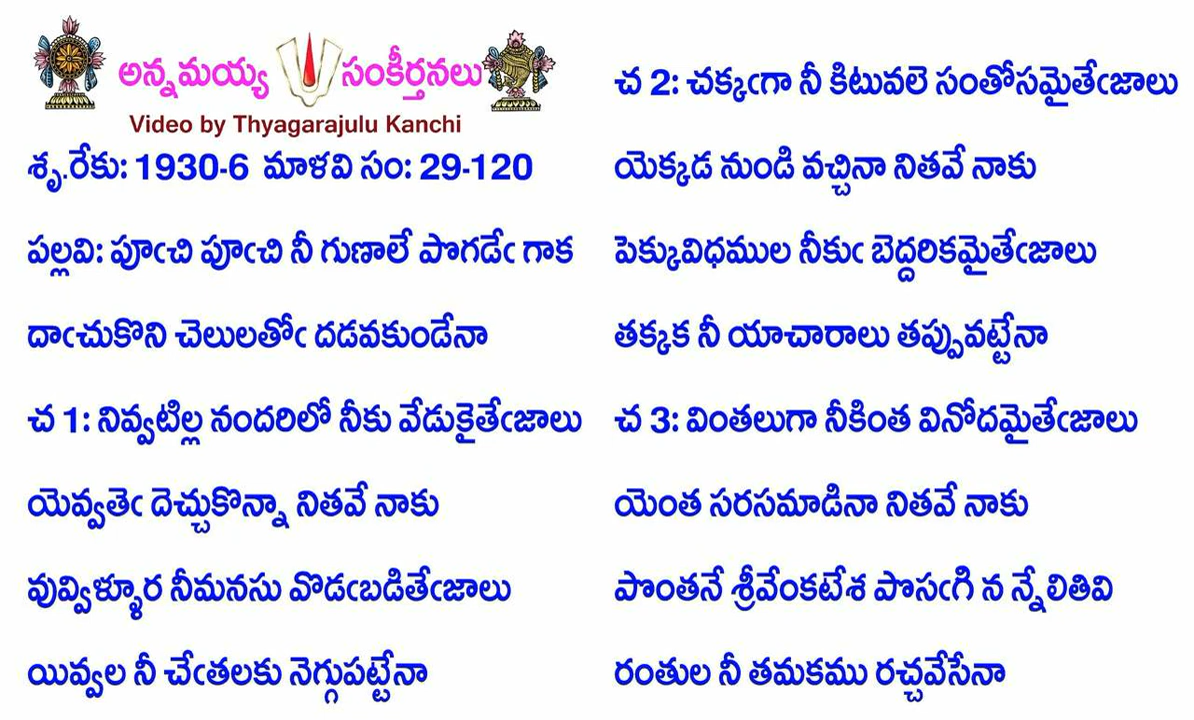 అన్నమయ్య సంకీర్తనలు
Video by Thyagarajulu Kanchi
శృ.రేకు: 1930-6 మాళవి సం: 29-120
పల్లవి: పూఁచి పూఁచి నీ గుణాలే పొగడేఁ గాక
దాఁచుకొని చెలులతోఁ దడవకుండేనా
చ 1: నివ్వటిల్ల నందరిలో నీకు వేడుకైతేఁజాలు
యెవ్వతెఁ దెచ్చుకొన్నా నితవే నాకు
వువ్విళ్ళూర నీమనసు వొడఁబడితేఁజాలు
యివ్వల నీ చేఁతలకు నెగ్గుపట్టేనా
చ 2: చక్కఁగా నీ కిటువలె సంతోసమైతేఁజాలు
యెక్కడ నుండి వచ్చినా నితవే నాకు
పెక్కువిధముల నీకుఁ బెద్దరికమైతేఁజాలు
తక్కక నీ యాచారాలు తప్పువట్టేనా
చ 3: వింతలుగా నీకింత వినోదమైతేఁజాలు
యెంత సరసమాడినా నితవే నాకు
పొంతనే శ్రీవేంకటేశ పొసఁగి న న్నేలితివి
రంతుల నీ తమకము రచ్చవేసేనా